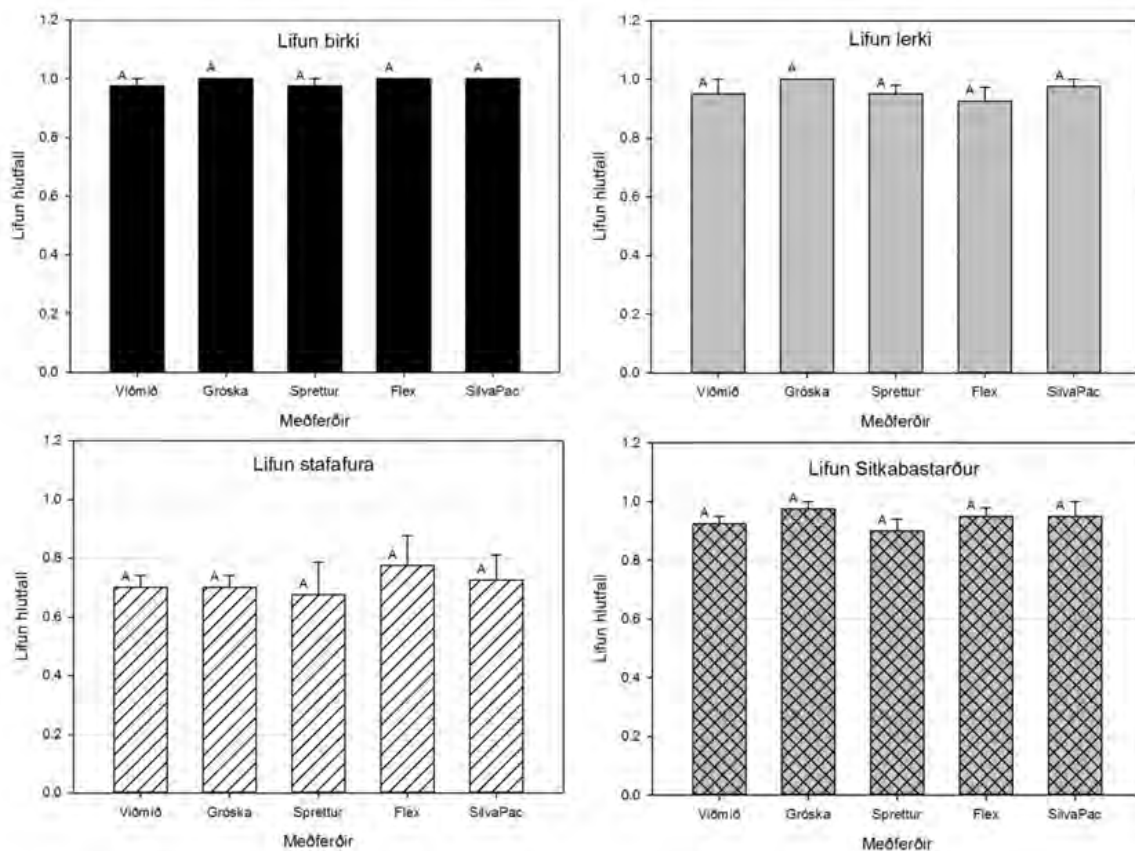 Lifun birki
Lifun hlutfall
1.2
1.0
0.8
0.6
0.4
0.2
0.0
A A A A A
Viðmið Gróska Sprettur Flex SilvaPac
Meðferðir
Lifun lerki
Lifun hlutfall
1.2
1.0
0.8
0.6
0.4
0.2
0.0
A A A A A
Viðmið Gróska Sprettur Flex SilvaPac
Meðferðir
Lifun stafafura
Lifun hlutfall
1.2
1.0
0.8
0.6
0.4
0.2
0.0
A A A A A
Viðmið Gróska Sprettur Flex SilvaPac
Meðferðir
Lifun Sitkabastarður
Lifun hlutfall
1.2
1.0
0.8
0.6
0.4
0.2
0.0
A A A A A
Viðmið Gróska Sprettur Flex SilvaPac
Meðferðir